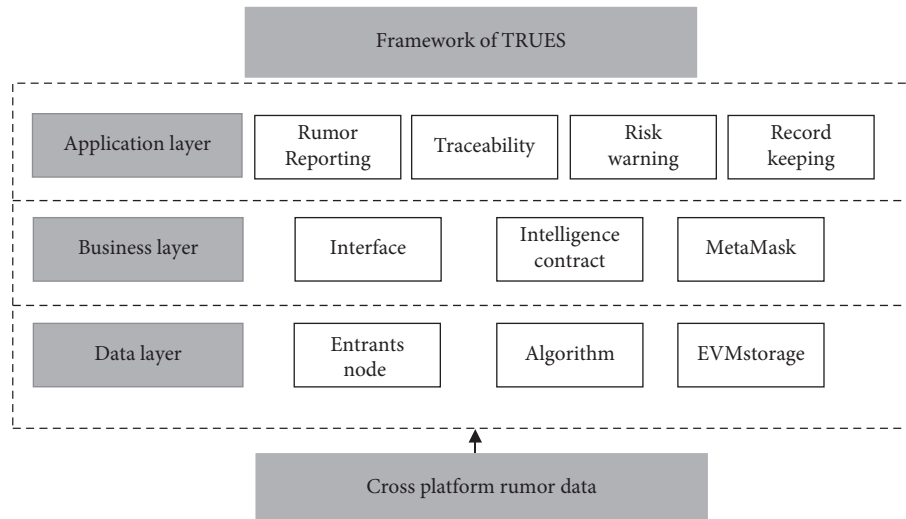 Framework of TRUES
Application layer
Rumor
Reporting
Traceability
Risk
warning
Record
keeping
Business layer
Interface
Intelligence
contract
MetaMask
Data layer
Entrants
node
Algorithm
EVMstorage
Cross platform rumor data